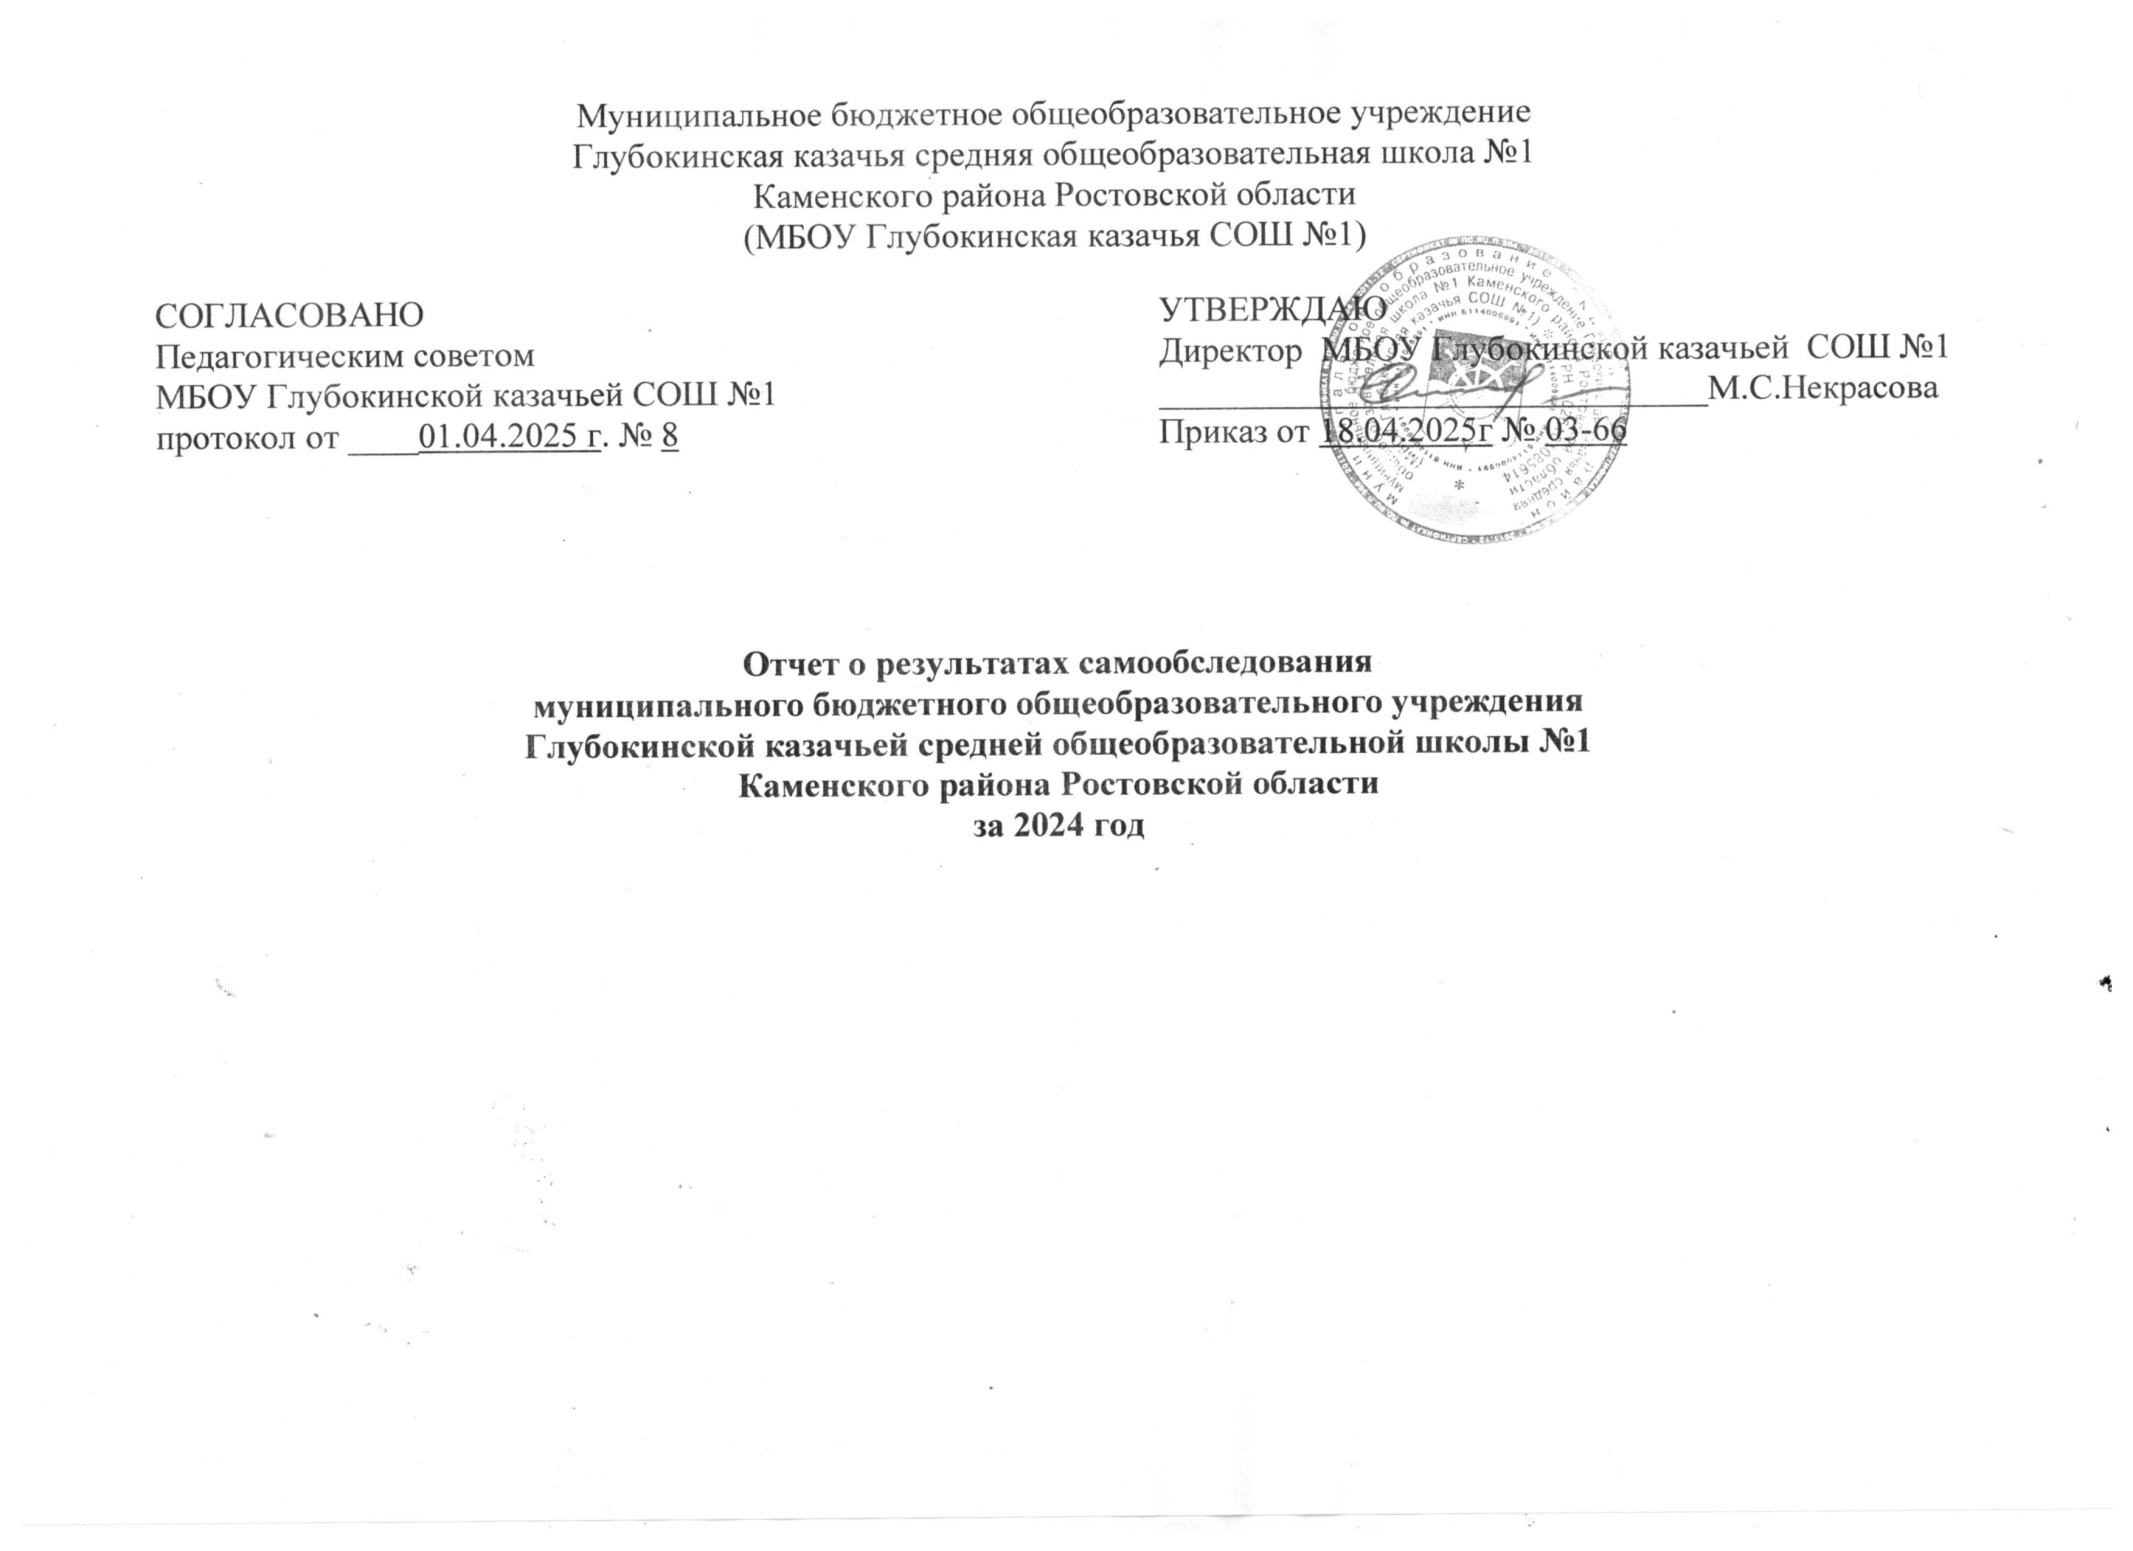 Муниципальное бюджетное общеобразовательное учреждение
Глубокинская казачья средняя общеобразовательная школа №1
Каменского района Ростовской области
(МБОУ Глубокинская казачья СОШ №1)
СОГЛАСОВАНО
Педагогическим советом
МБОУ Глубокинской казачьей СОШ №1
протокол от _____01.04.2025 г. № 8
УТВЕРЖДАЮ
Директор МБОУ Глубокинской казачьей СОШ №1
М.С.Некрасова
Приказ от 18.04.2025г № 03-66
Отчет о результатах самообследования
муниципального бюджетного общеобразовательного учреждения
Глубокинской казачьей средней общеобразовательной школы №1
Каменского района Ростовской области
за 2024 год